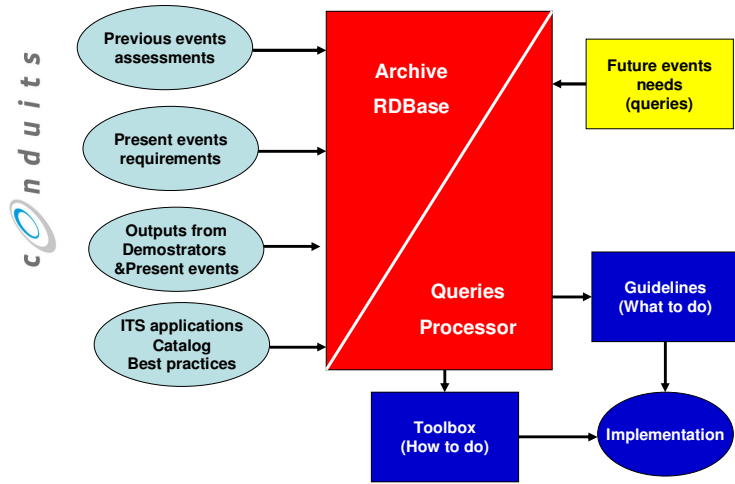 conduits
Previous events
assessments
Present events
requirements
Outputs from
Demostrators
&Present events
ITS applications
Catalog
Best practices
Archive
RDBase
Queries
Processor
Future events
needs
(queries)
Guidelines
(What to do)
Toolbox
(How to do)
Implementation